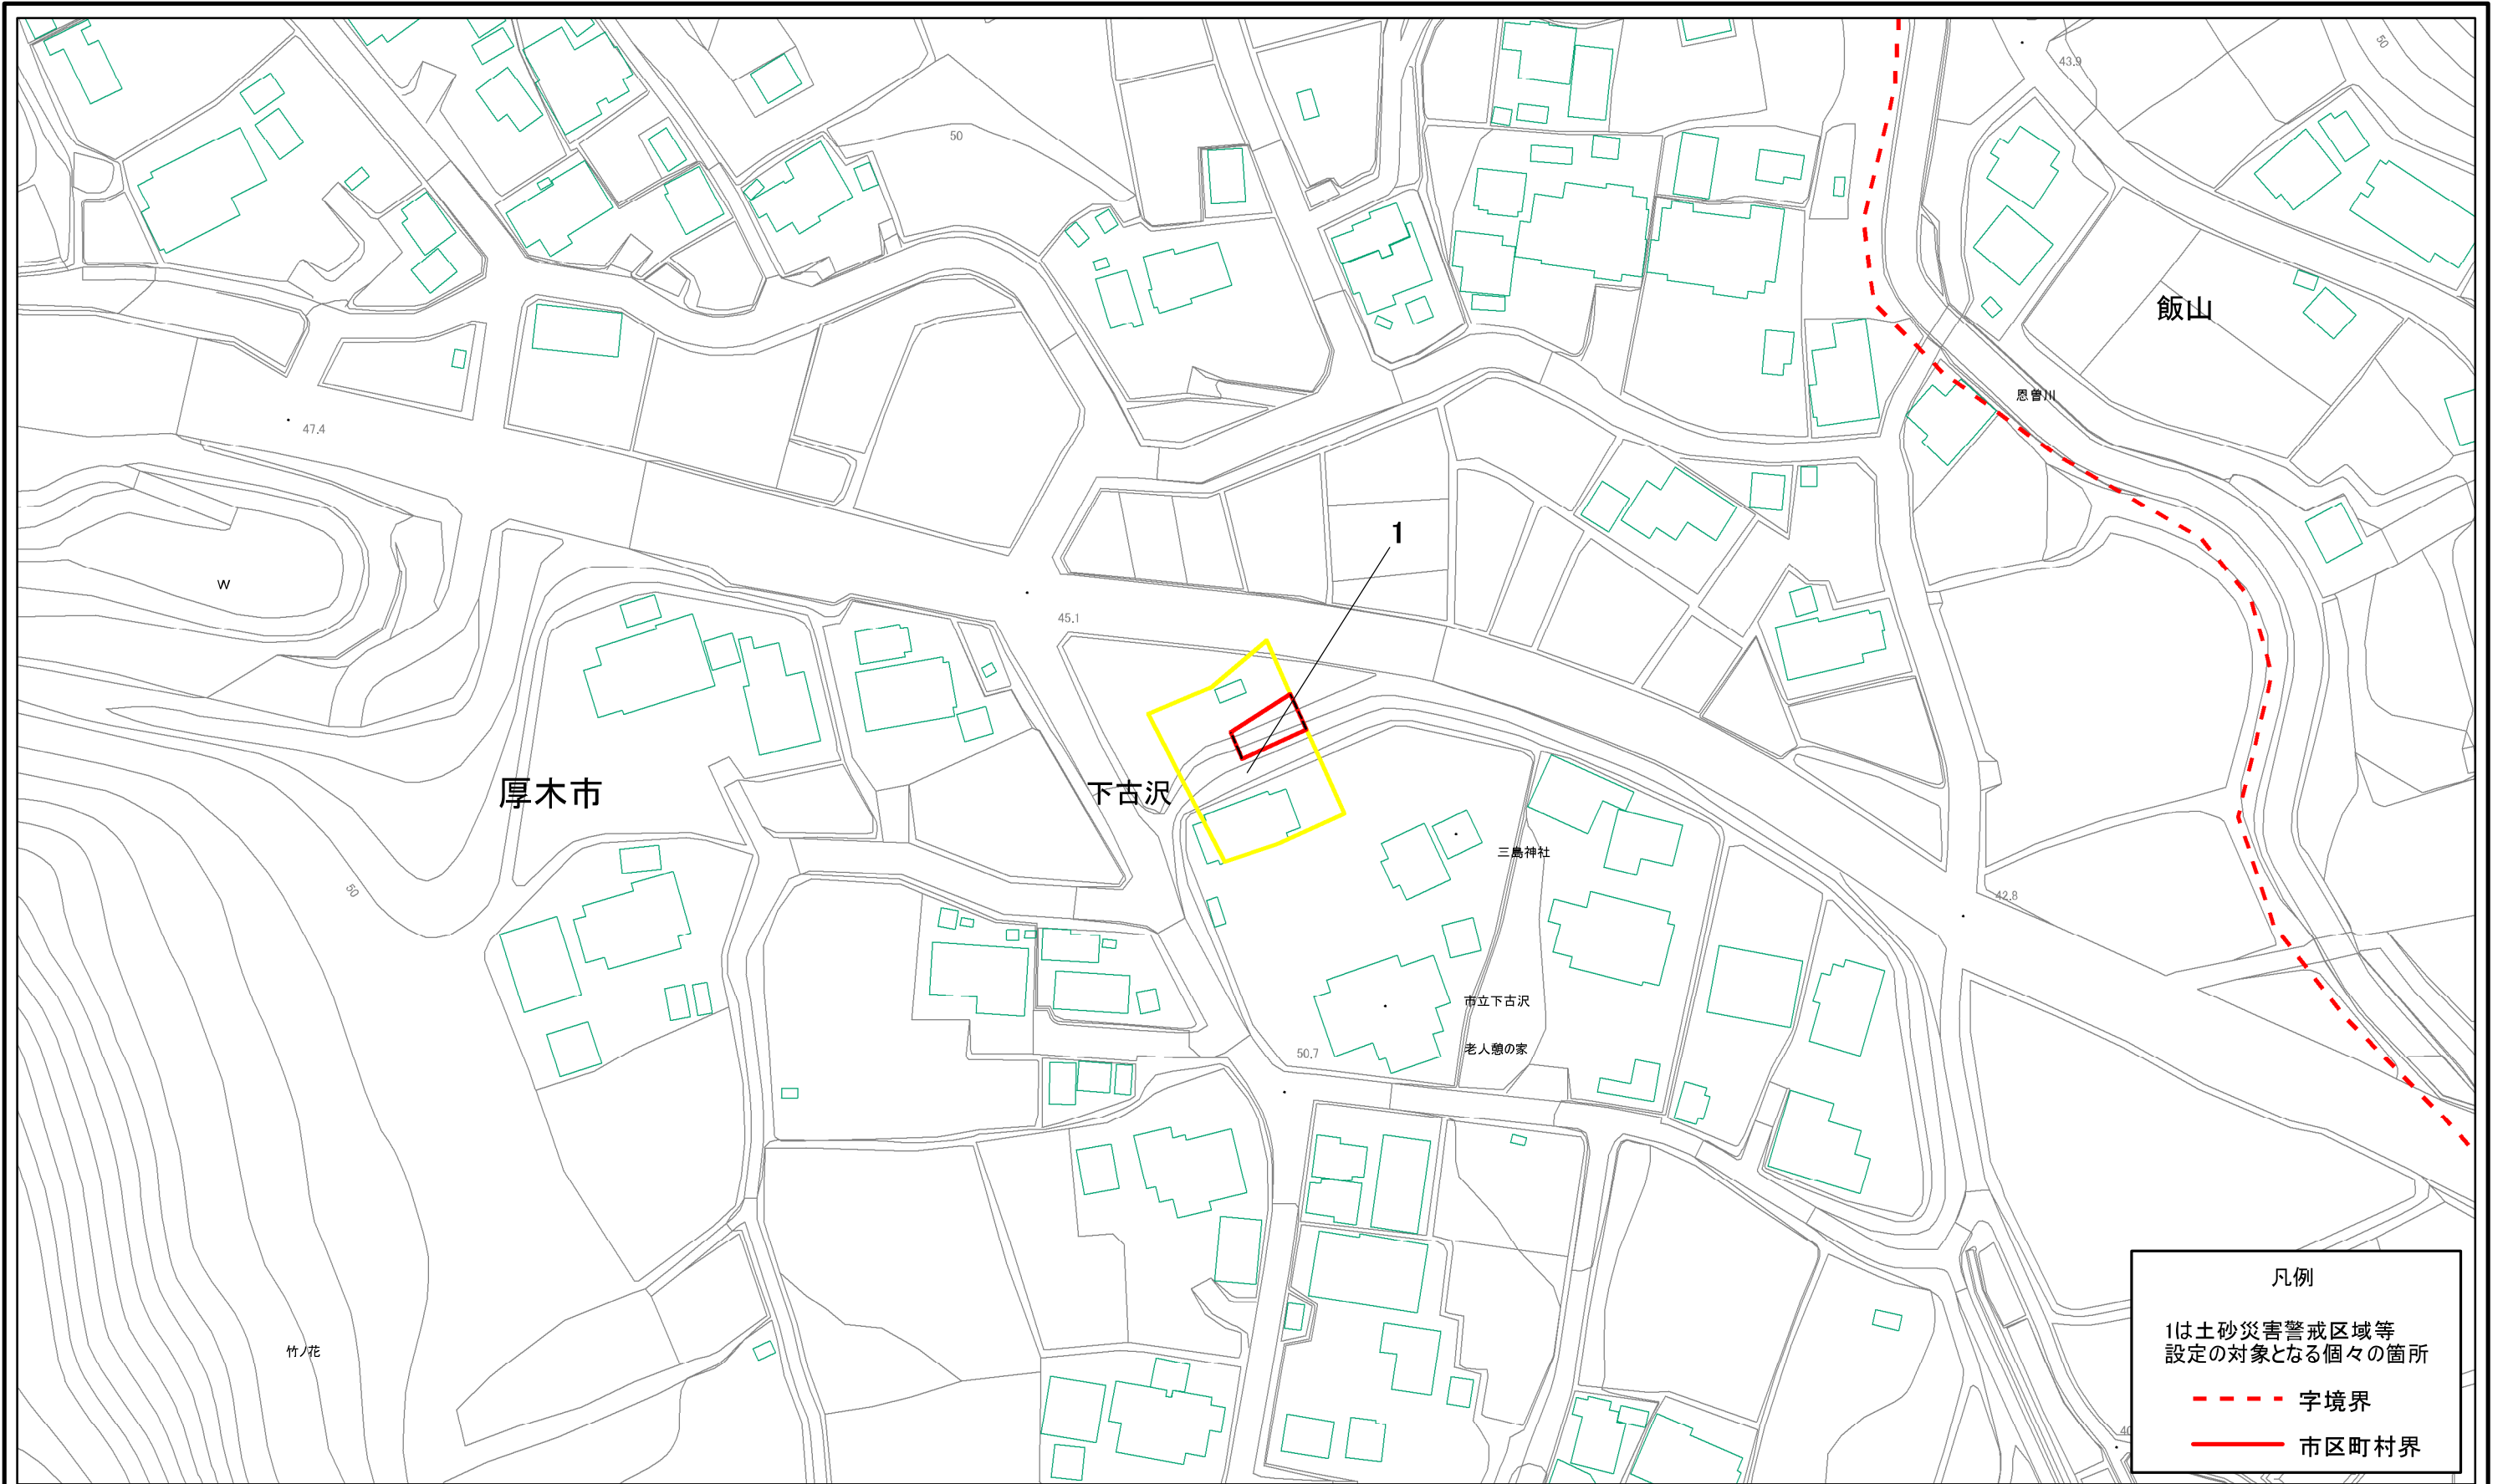 50
43.9
50
飯山
恩曽川
47.4
1
W
45.1
厚木市
下古沢
三島神社
50
42.8
市立下古沢
老人憩の家
50.7
竹ノ花
凡例
1は土砂災害警戒区域等
設定の対象となる個々の箇所
字境界
市区町村界